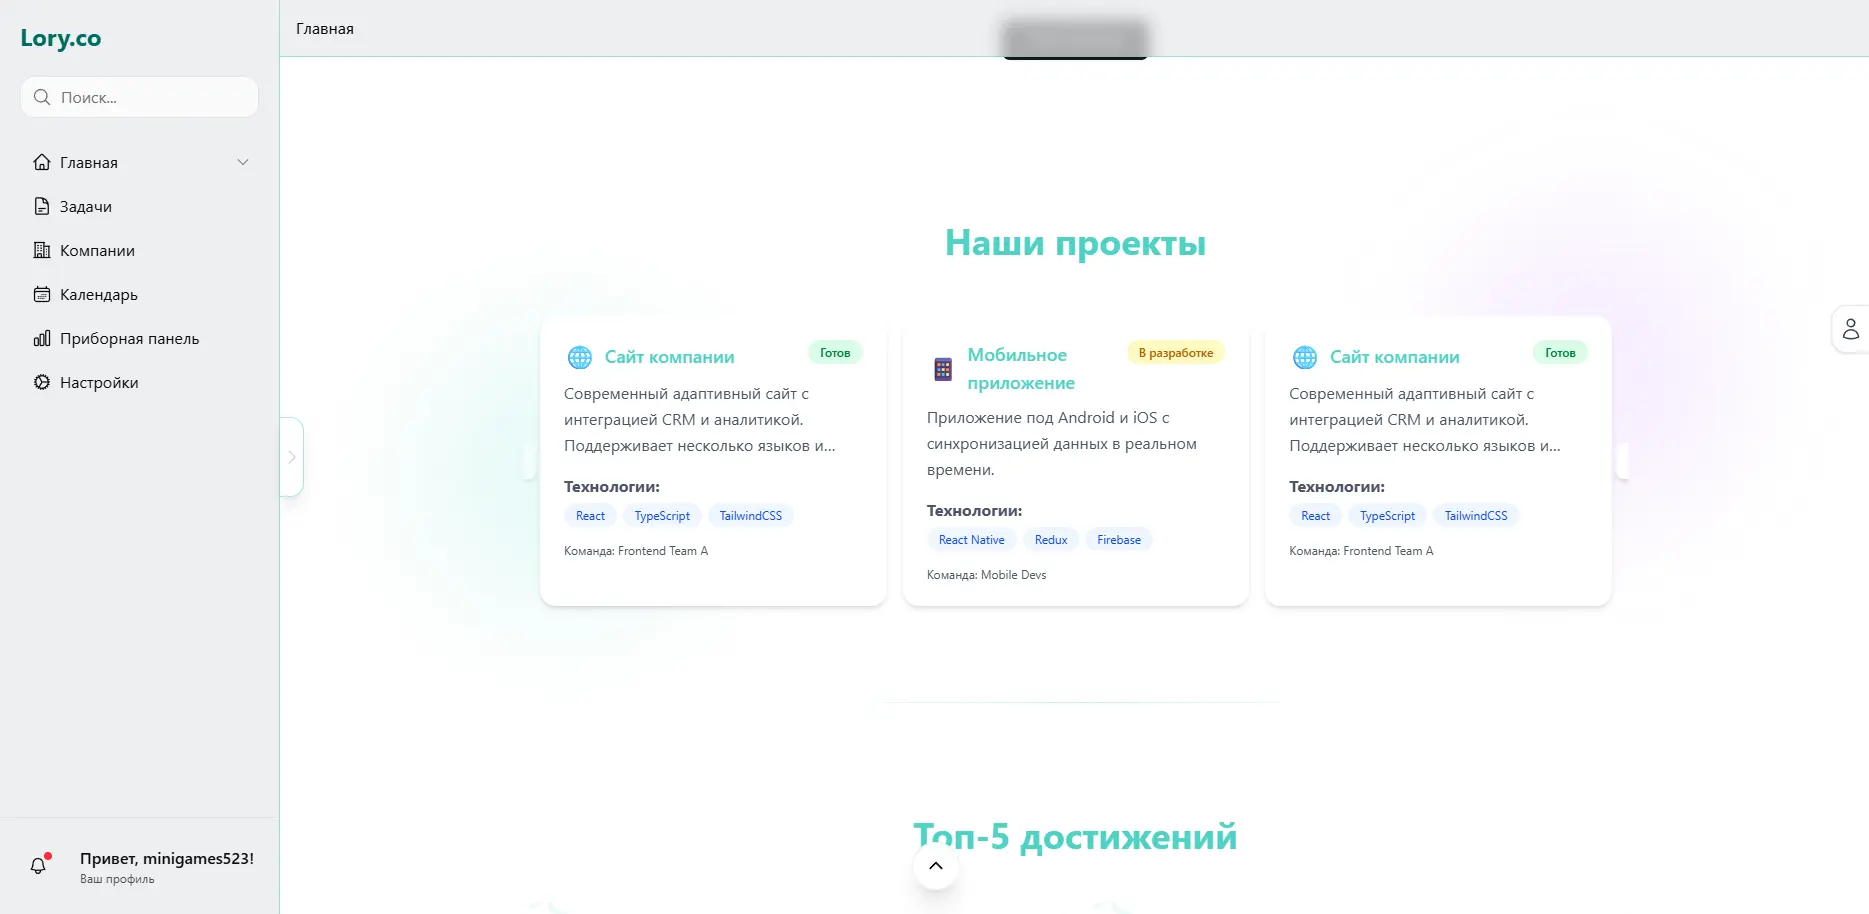 Lory.co
Поиск...
Главная
Задачи
Компании
Календарь
Приборная панель
Настройки
Привет, minigames523!
Ваш профиль
Главная
Наши проекты
Сайт компании
Готов
Современный адаптивный сайт с
интеграцией CRM и аналитикой.
Поддерживает несколько языков и...
Технологии:
React
TypeScript
TailwindCSS
Команда: Frontend Team A
Мобильное
приложение
В разработке
Приложение под Android и iOS с
синхронизацией данных в реальном
времени.
Технологии:
React Native
Redux
Firebase
Команда: Mobile Devs
Сайт компании
Готов
Современный адаптивный сайт с
интеграцией CRM и аналитикой.
Поддерживает несколько языков и...
Технологии:
React
TypeScript
TailwindCSS
Команда: Frontend Team A
Топ-5 достижений